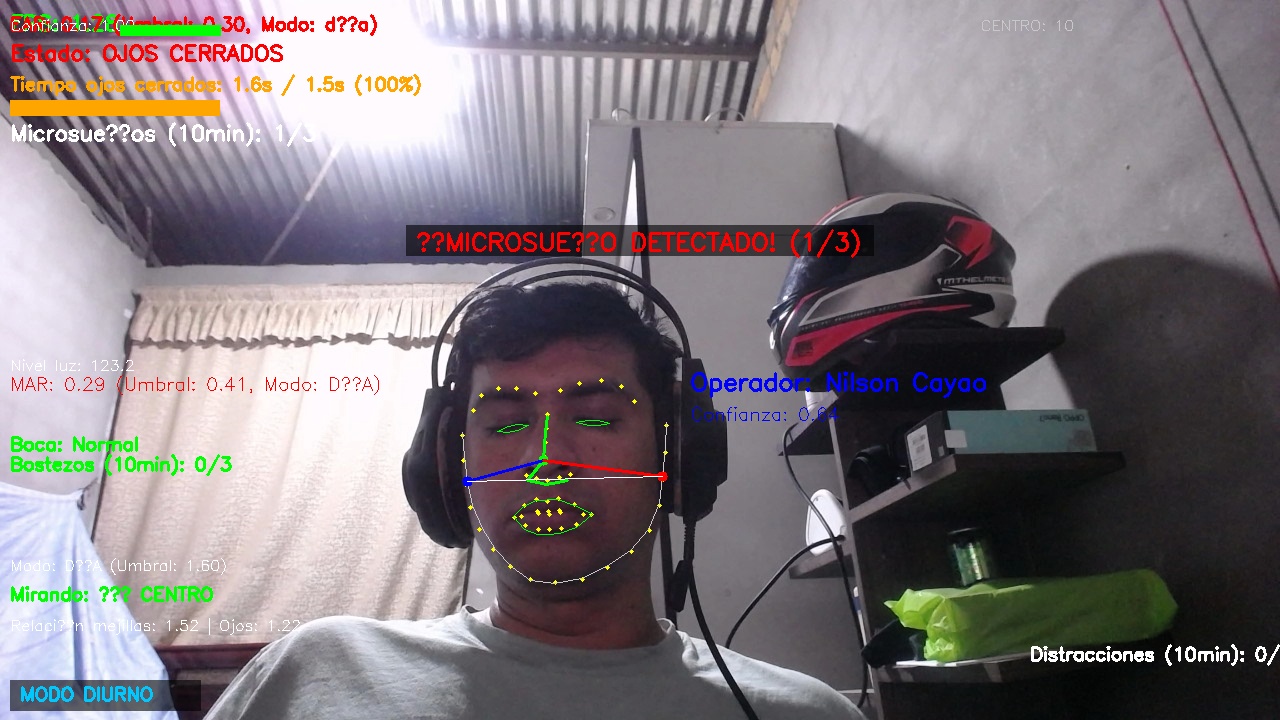 Confianza: 1.00
0.30, Modo: d??a)
CENTRO: 10
Estado: OJOS CERRADOS
Tiempo ojos cerrados: 1.6s / 1.5s (100%)
Microsue??os (10min): 1/3
??MICROSUE??O DETECTADO! (1/3)
MTHELMETS
Nivel luz: 123.2
MAR: 0.29 (Umbral: 0.41, Modo: D??A)
Operador: Nilson Cayao
Confianza: 0.64
OPPO
Boca: Normal
Bostezos (10min): 0/3
Modo: D??A (Umbral: 1.60)
Mirando: ??? CENTRO
Relaci??n mejillas: 1.52 | Ojos: 1.22
Distracciones (10min): 0/
MODO DIURNO